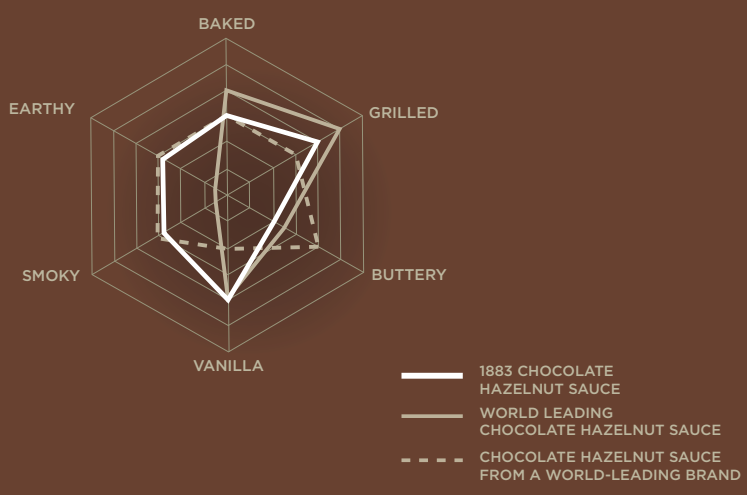 BAKED
EARTHY
GRILLED
SMOKY
BUTTERY
VANILLA
1883 CHOCOLATE
HAZELNUT SAUCE
WORLD LEADING
CHOCOLATE HAZELNUT SAUCE
CHOCOLATE HAZELNUT SAUCE
FROM A WORLD-LEADING BRAND